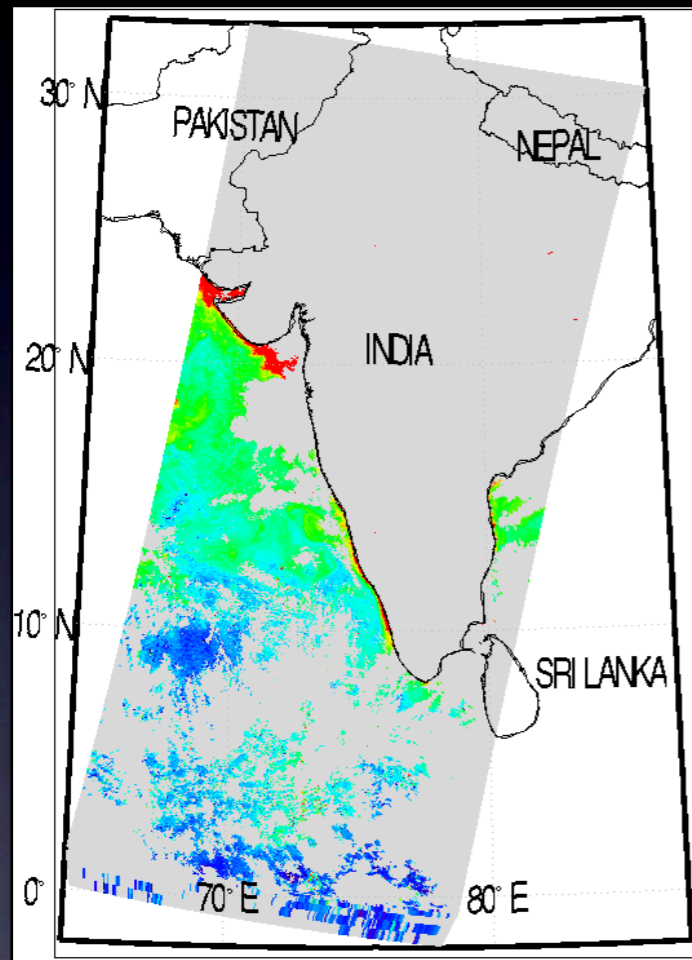 30° N
PAKISTAN
NEPAL
INDIA
20° N
10° N
SRI LANKA
0°
70° E
80° E